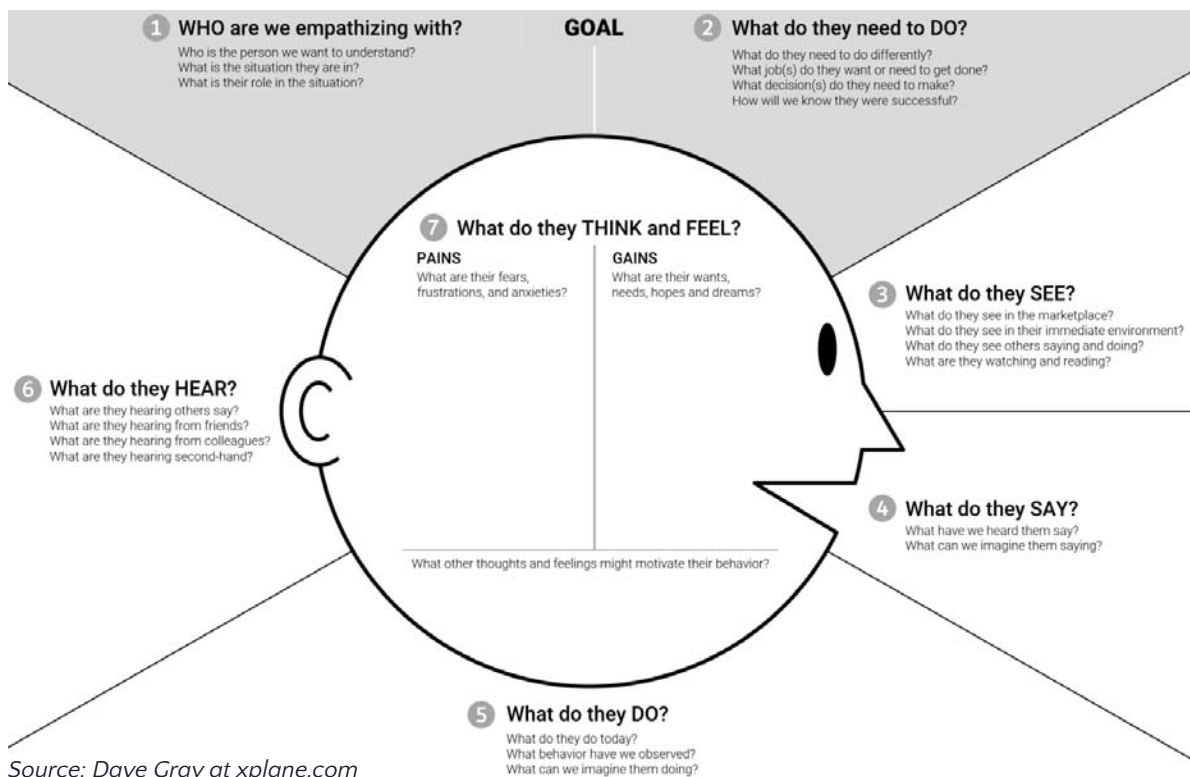 GOAL
1 WHO are we empathizing with?
Who is the person we want to understand?
What is the situation they are in?
What is their role in the situation?
2 What do they need to DO?
What do they need to do differently?
What job(s) do they want or need to get done?
What decision(s) do they need to make?
How will we know they were successful?
3 What do they SEE?
What do they see in the marketplace?
What do they see in their immediate environment?
What do they see others saying and doing?
What are they watching and reading?
4 What do they SAY?
What have we heard them say?
What can we imagine them saying?
5 What do they DO?
What do they do today?
What behavior have we observed?
What can we imagine them doing?
6 What do they HEAR?
What are they hearing others say?
What are they hearing from friends?
What are they hearing from colleagues?
What are they hearing second-hand?
7 What do they THINK and FEEL?
PAINS
What are their fears,
frustrations, and anxieties?
GAINS
What are their wants,
needs, hopes and dreams?
What other thoughts and feelings might motivate their behavior?
Source: Dave Gray at xplane.com